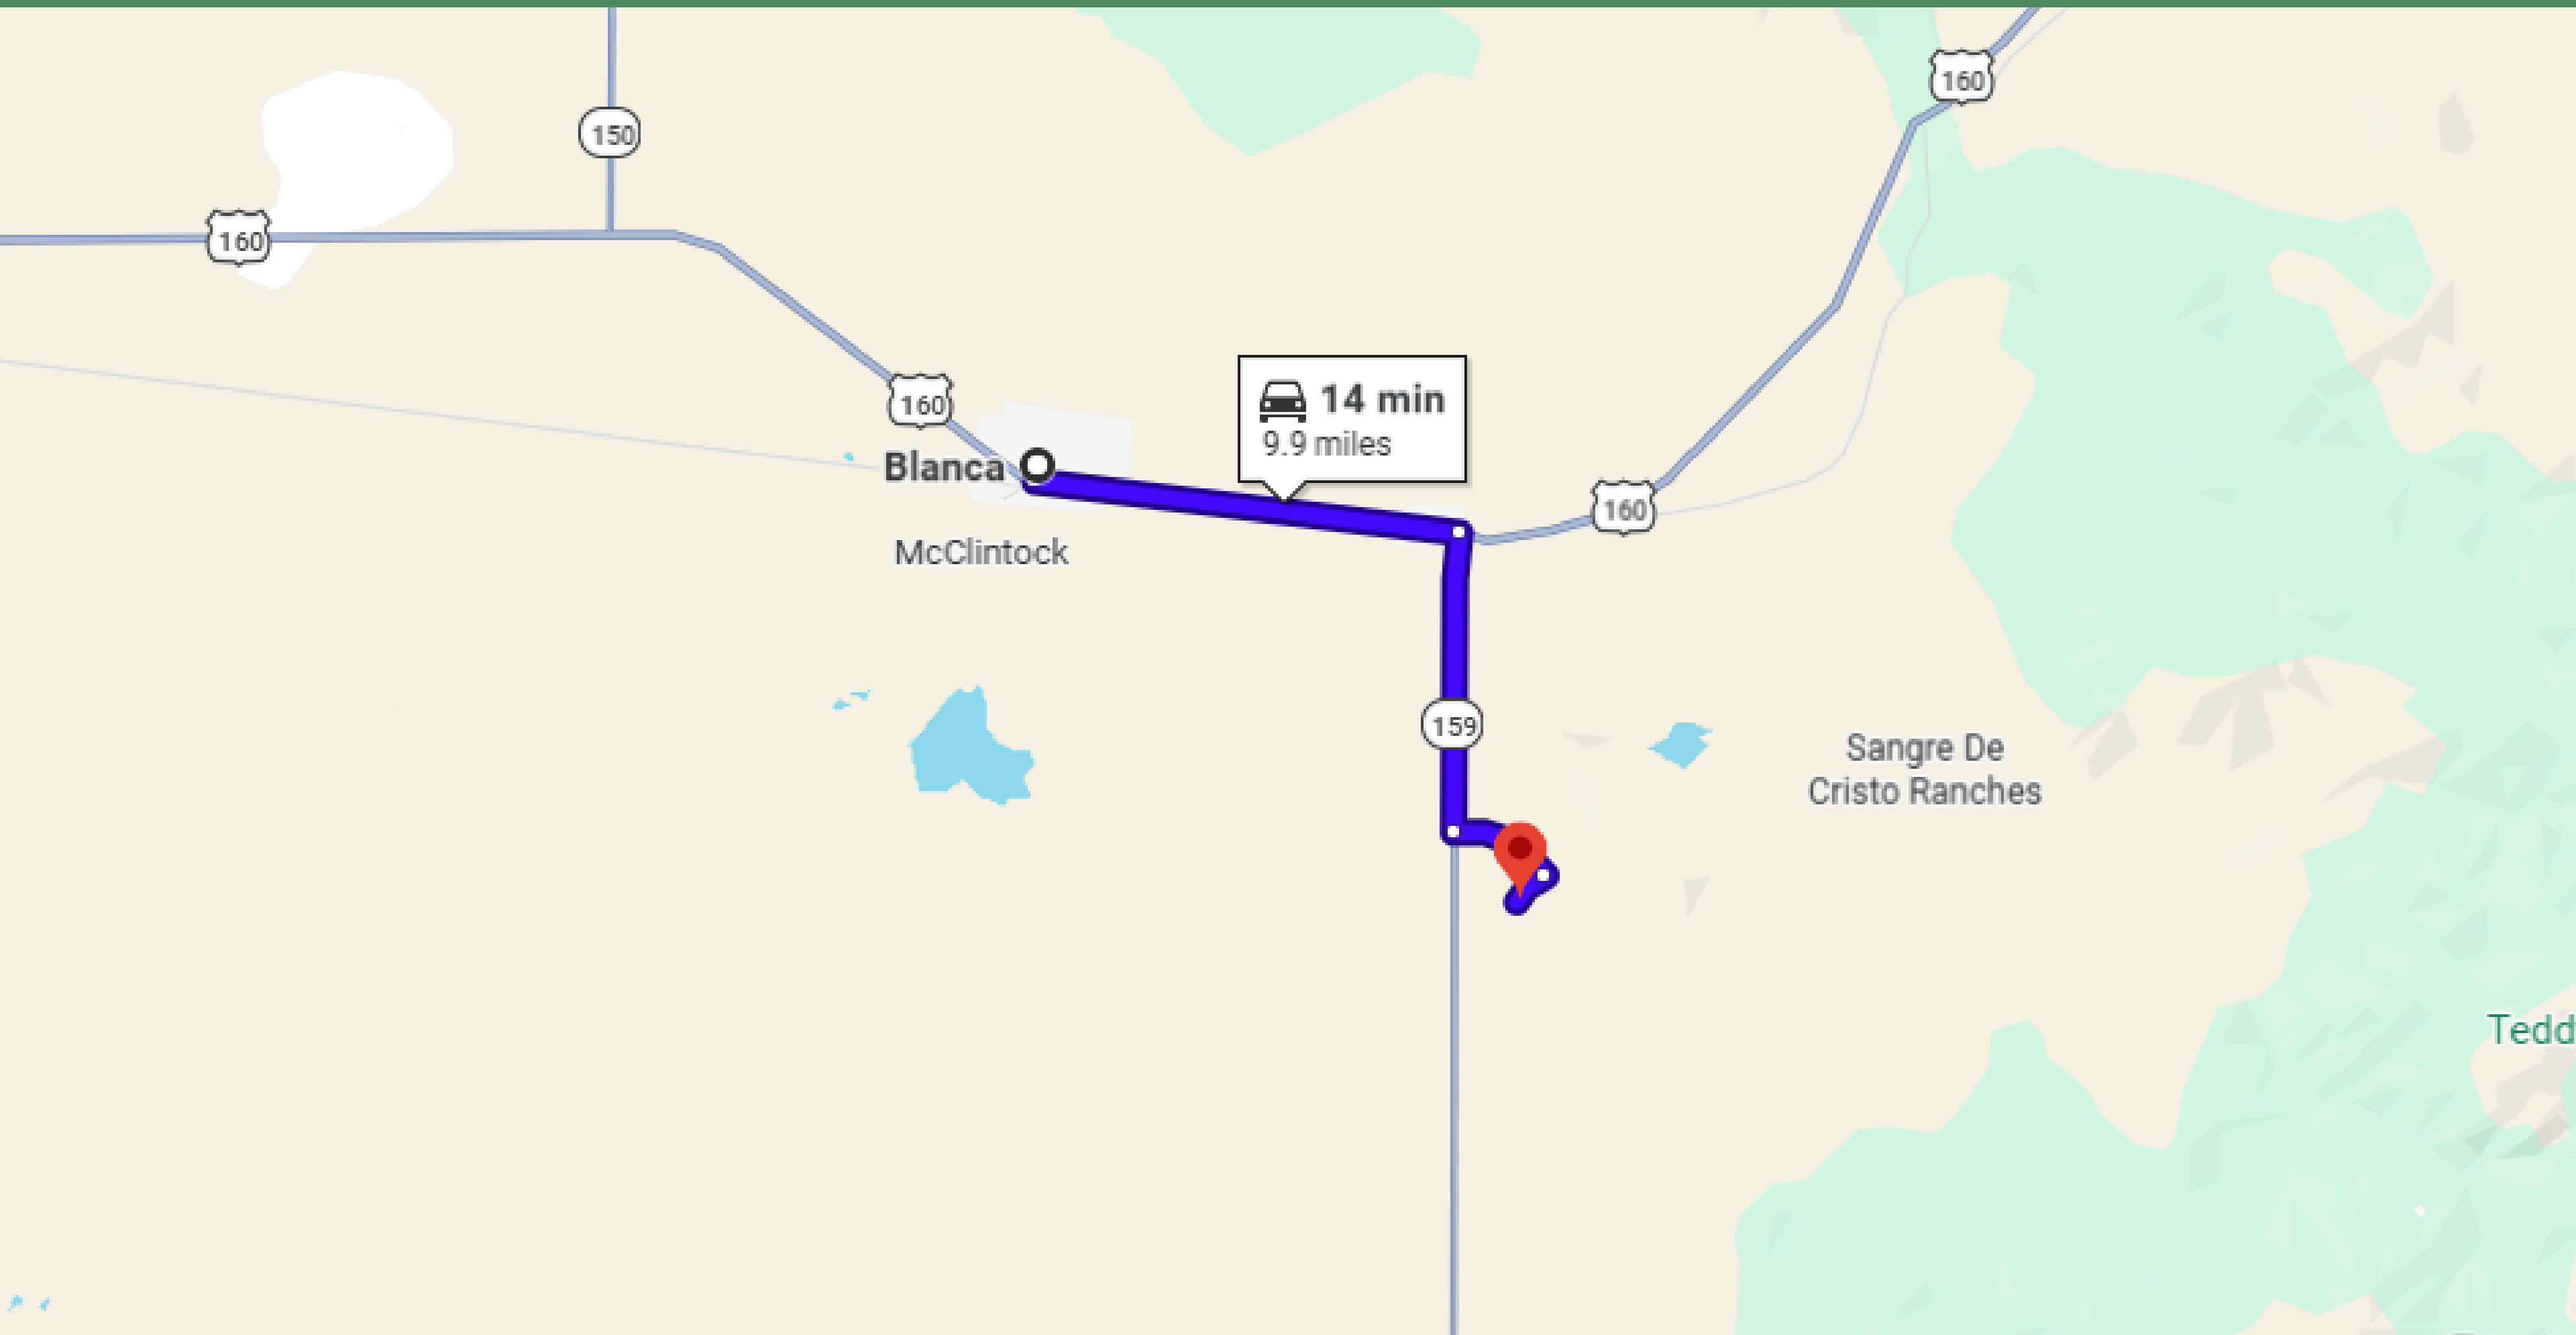 160
150
160
160
14 min
9.9 miles
Blanca
160
McClintock
159
Sangre De
Cristo Ranches
Tedd